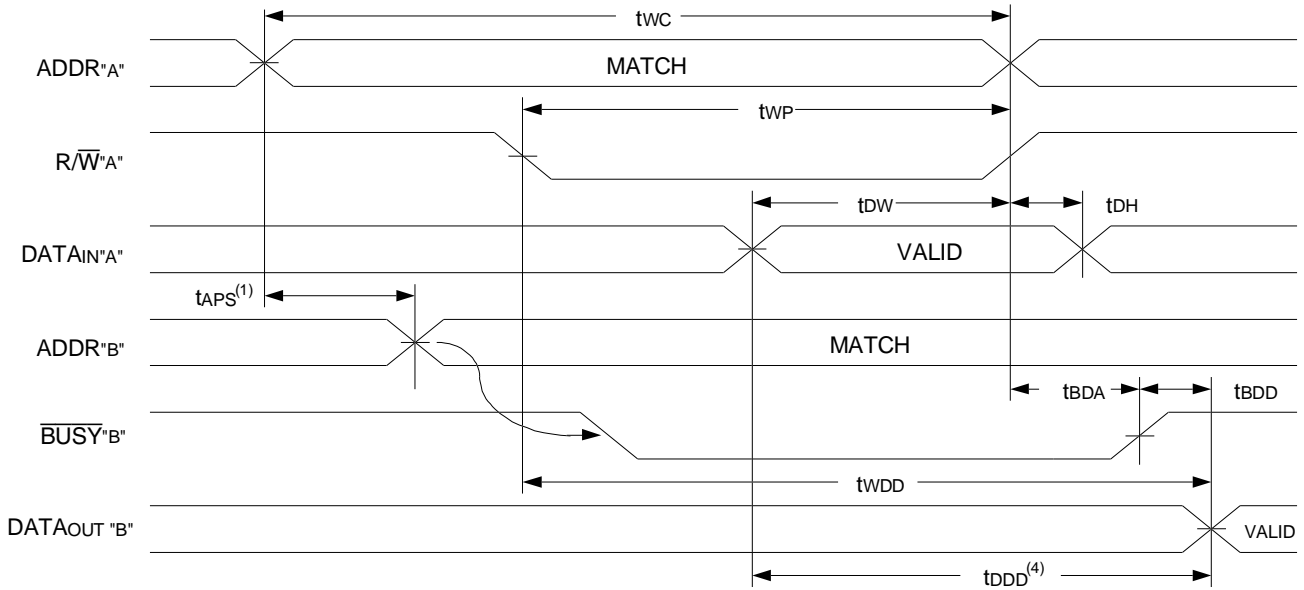 tWC
ADDR"A"
MATCH
tWP
R/W̅"A"
tDW
tDH
DATAIN"A"
VALID
tAPS(1)
ADDR"B"
MATCH
tBDA
tBDD
B̅U̅S̅Y̅"B"
tWDD
DATAOUT "B"
VALID
tDDD(4)